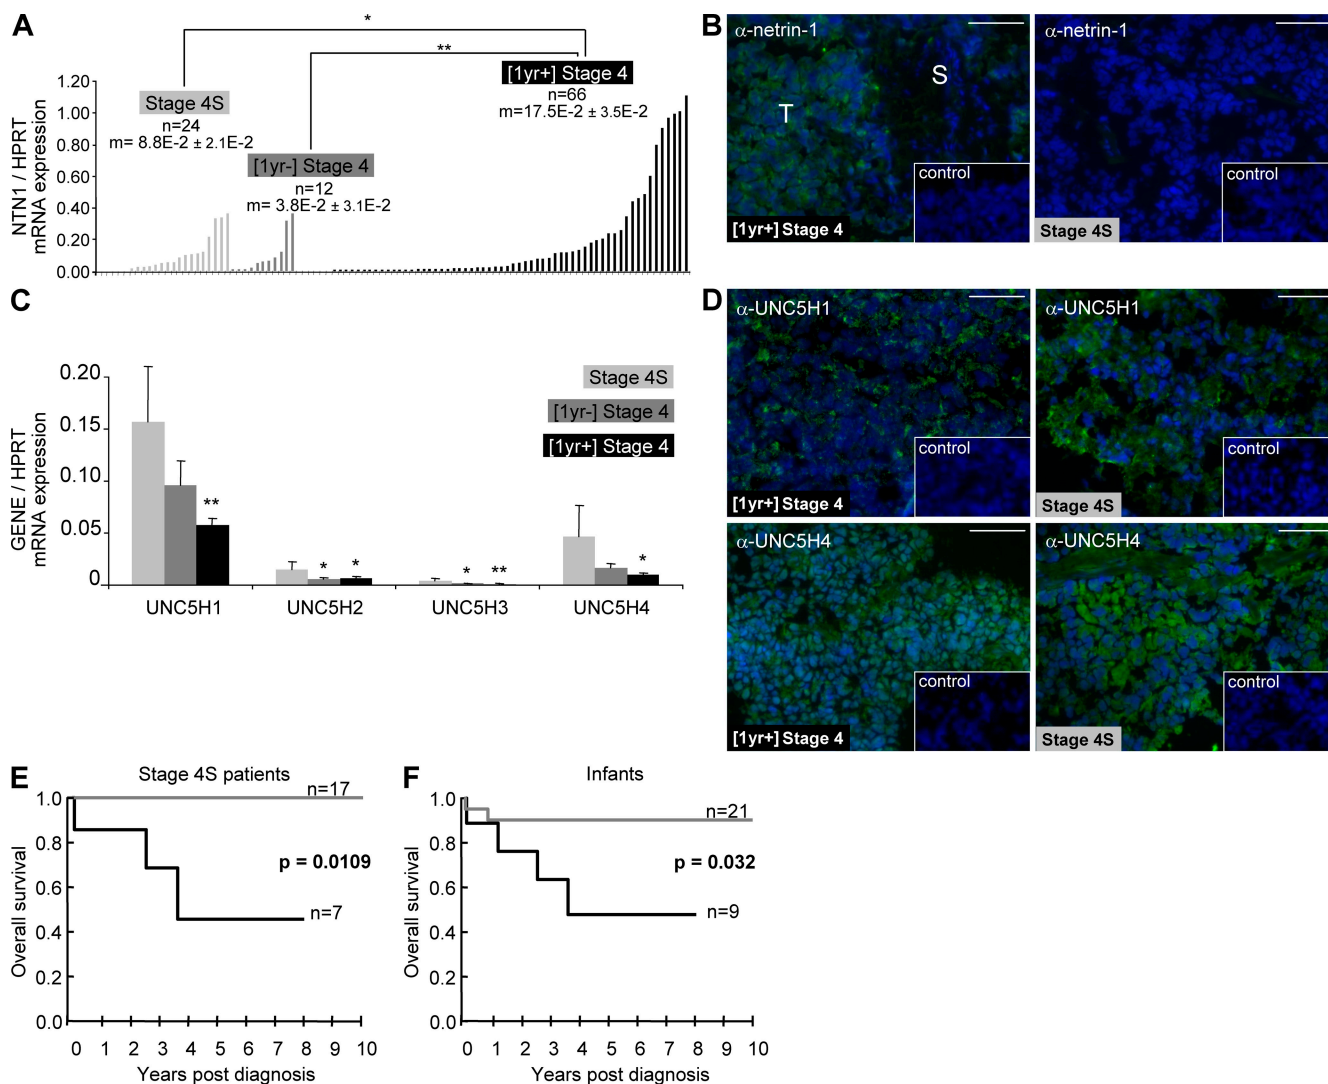 A
*
**
NTN1 / HPRT
mRNA expression
1.20
1.00
0.80
0.60
0.40
0.20
0.00
Stage 4S
n=24
m= 8.8E-2 ± 2.1E-2
[1yr-] Stage 4
n=12
m= 3.8E-2 ± 3.1E-2
[1yr+] Stage 4
n=66
m=17.5E-2 ± 3.5E-2
B
α-netrin-1
T
S
control
[1yr+] Stage 4
α-netrin-1
control
Stage 4S
C
GENE / HPRT
mRNA expression
0.20
0.15
0.10
0.05
0
Stage 4S
[1yr-] Stage 4
[1yr+] Stage 4
**
* *
* **
*
UNC5H1 UNC5H2 UNC5H3 UNC5H4
D
α-UNC5H1
control
[1yr+] Stage 4
α-UNC5H1
control
Stage 4S
α-UNC5H4
control
[1yr+] Stage 4
α-UNC5H4
control
Stage 4S
E
Stage 4S patients
Overall survival
1.0
0.8
0.6
0.4
0.2
0.0
n=17
p = 0.0109
n=7
0 1 2 3 4 5 6 7 8 9 10
Years post diagnosis
F
Infants
Overall survival
1.0
0.8
0.6
0.4
0.2
0.0
n=21
p = 0.032
n=9
0 1 2 3 4 5 6 7 8 9 10
Years post diagnosis